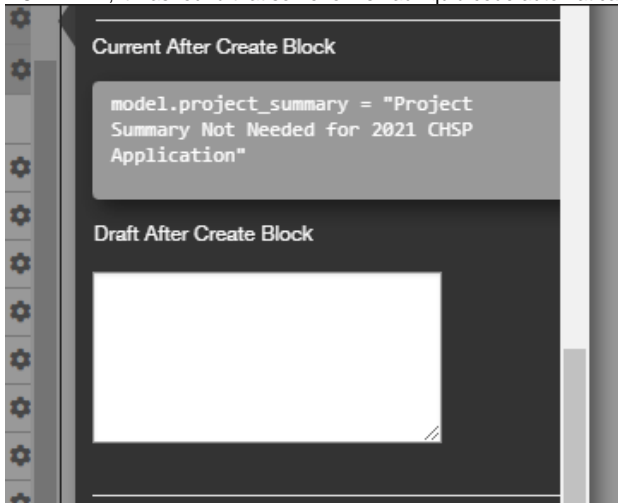 Current After Create Block
model.project_summary = "Project
Summary Not Needed for 2021 CHSP
Application"
Draft After Create Block